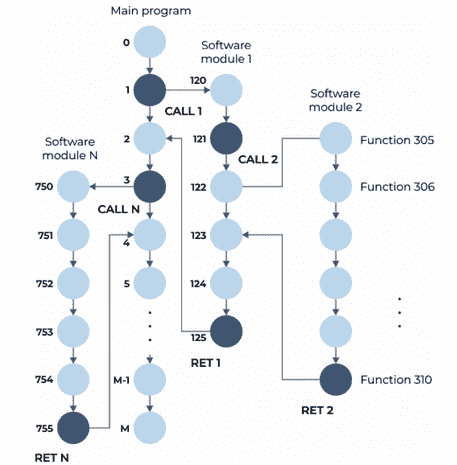 Main program
0
Software
module 1
120
1
CALL 1
Software
module 2
2
121
Function 305
Software
module N
CALL 2
750
3
122
Function 306
CALL N
751
4
123
752
5
124
753
125
RET 1
754
M-1
Function 310
RET 2
755
M
RET N